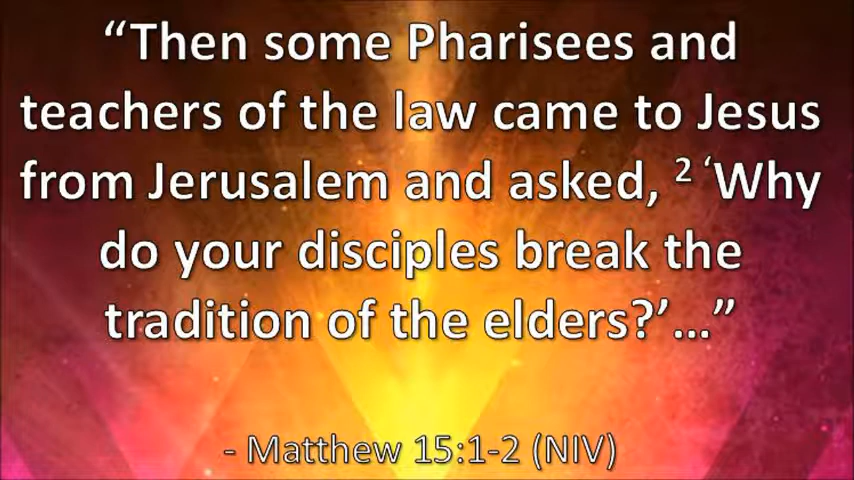 “Then some Pharisees and
teachers of the law came to Jesus
from Jerusalem and asked, ² ‘Why
do your disciples break the
tradition of the elders?’…”
- Matthew 15:1-2 (NIV)